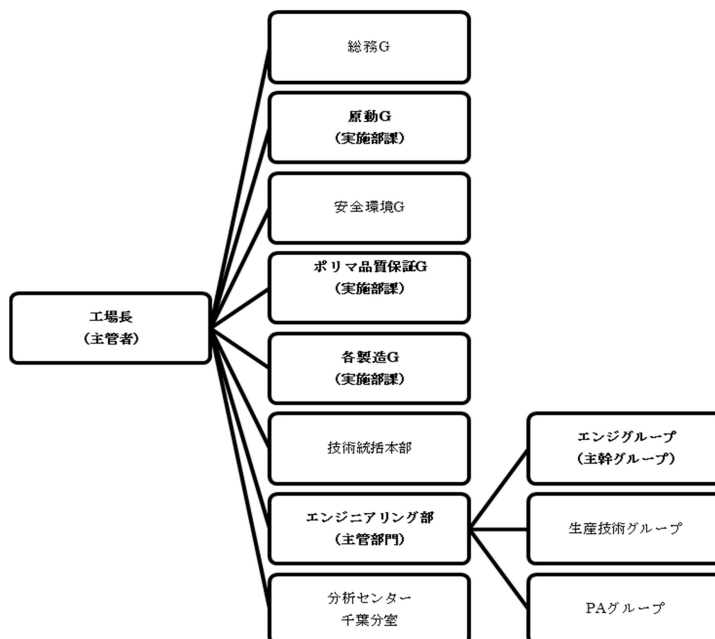 総務G
原動G
(実施部課)
安全環境G
ポリマ品質保証G
(実施部課)
工場長
(主管者)
各製造G
(実施部課)
技術統括本部
エンジグループ
(主幹グループ)
エンジニアリング部
(主管部門)
生産技術グループ
分析センター
千葉分室
PAグループ